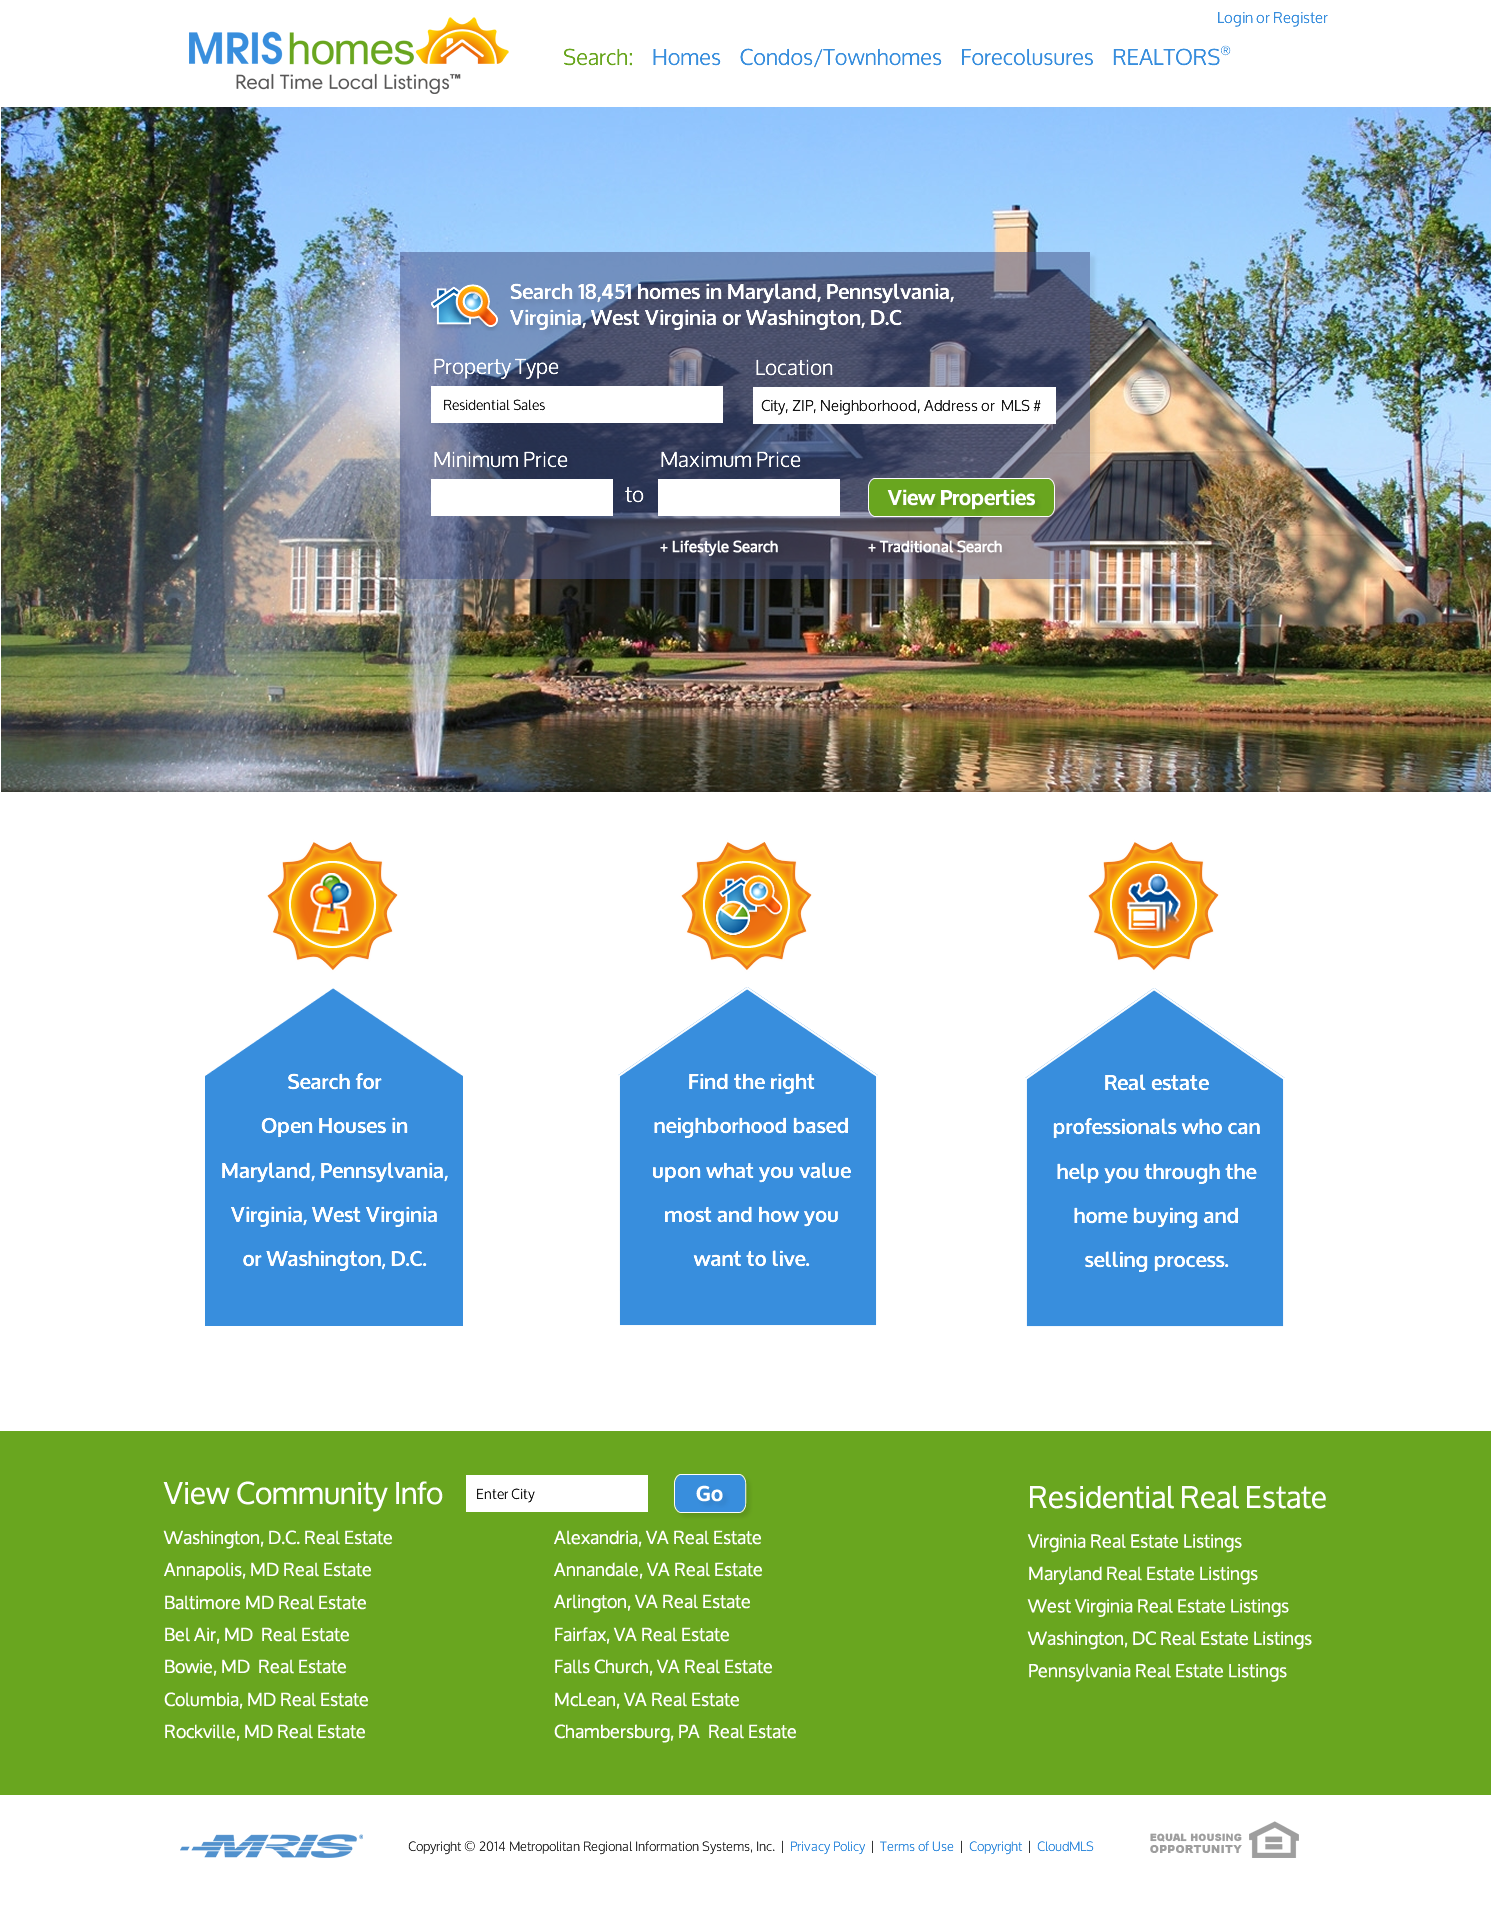 Login or Register
MRIS homes
Real Time Local Listings™
Search: Homes Condos/Townhomes Forecolusures REALTORS®
Search 18,451 homes in Maryland, Pennsylvania,
Virginia, West Virginia or Washington, D.C
Property Type
Location
Residential Sales
City, ZIP, Neighborhood, Address or MLS #
Minimum Price
Maximum Price
to
View Properties
+ Lifestyle Search
+ Traditional Search
Search for
Open Houses in
Maryland, Pennsylvania,
Virginia, West Virginia
or Washington, D.C.
Find the right
neighborhood based
upon what you value
most and how you
want to live.
Real estate
professionals who can
help you through the
home buying and
selling process.
View Community Info
Enter City
Go
Washington, D.C. Real Estate
Annapolis, MD Real Estate
Baltimore MD Real Estate
Bel Air, MD Real Estate
Bowie, MD Real Estate
Columbia, MD Real Estate
Rockville, MD Real Estate
Alexandria, VA Real Estate
Annandale, VA Real Estate
Arlington, VA Real Estate
Fairfax, VA Real Estate
Falls Church, VA Real Estate
McLean, VA Real Estate
Chambersburg, PA Real Estate
Residential Real Estate
Virginia Real Estate Listings
Maryland Real Estate Listings
West Virginia Real Estate Listings
Washington, DC Real Estate Listings
Pennsylvania Real Estate Listings
MRIS®
Copyright © 2014 Metropolitan Regional Information Systems, Inc. | Privacy Policy | Terms of Use | Copyright | CloudMLS
EQUAL HOUSING
OPPORTUNITY